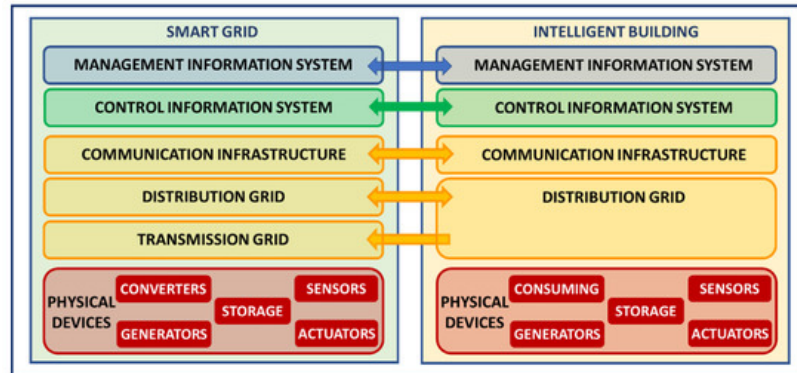 SMART GRID
MANAGEMENT INFORMATION SYSTEM
CONTROL INFORMATION SYSTEM
COMMUNICATION INFRASTRUCTURE
DISTRIBUTION GRID
TRANSMISSION GRID
PHYSICAL
DEVICES
CONVERTERS
SENSORS
STORAGE
GENERATORS
ACTUATORS
INTELLIGENT BUILDING
MANAGEMENT INFORMATION SYSTEM
CONTROL INFORMATION SYSTEM
COMMUNICATION INFRASTRUCTURE
DISTRIBUTION GRID
PHYSICAL
DEVICES
CONSUMING
SENSORS
STORAGE
GENERATORS
ACTUATORS